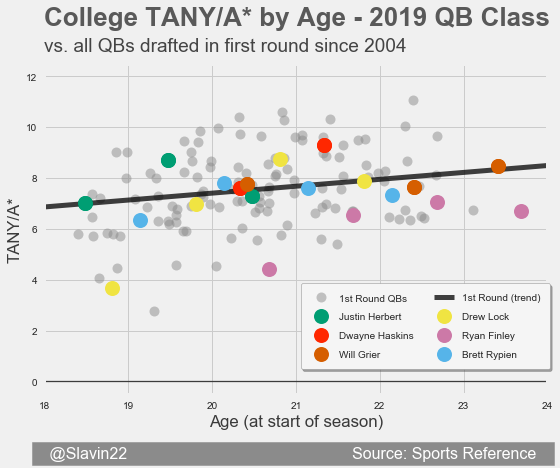 College TANY/A* by Age - 2019 QB Class
vs. all QBs drafted in first round since 2004
12
10
8
6
4
2
0
TANY/A*
1st Round QBs
Justin Herbert
Dwayne Haskins
Will Grier
1st Round (trend)
Drew Lock
Ryan Finley
Brett Rypien
18 19 20 21 22 23 24
Age (at start of season)
@Slavin22 Source: Sports Reference